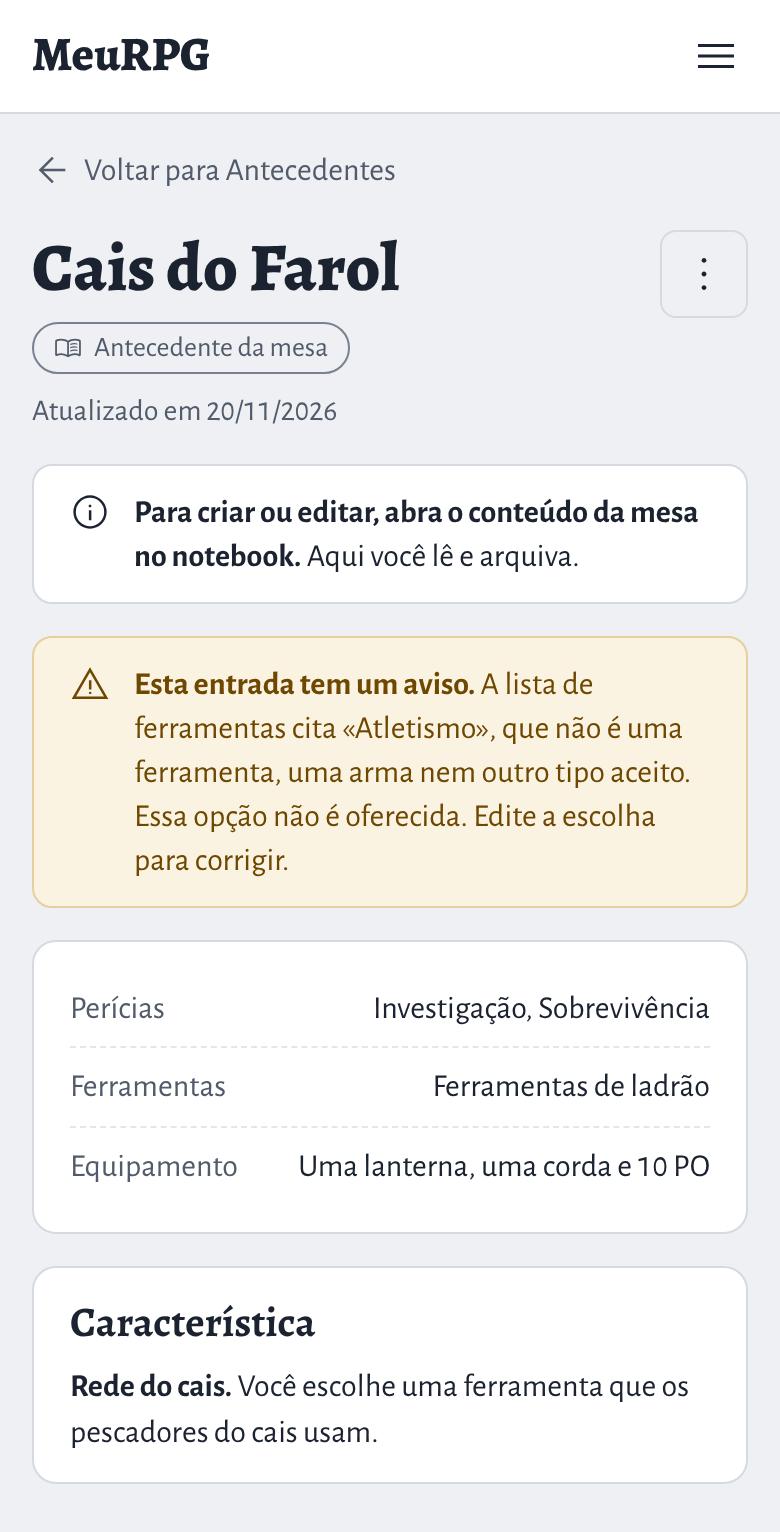 MeuRPG
Voltar para Antecedentes
Cais do Farol
Antecedente da mesa
Atualizado em 20/11/2026
Para criar ou editar, abra o conteúdo da mesa
no notebook. Aqui você lê e arquiva.
Esta entrada tem um aviso. A lista de
ferramentas cita «Atletismo», que não é uma
ferramenta, uma arma nem outro tipo aceito.
Essa opção não é oferecida. Edite a escolha
para corrigir.
Perícias Investigação, Sobrevivência
Ferramentas Ferramentas de ladrão
Equipamento Uma lanterna, uma corda e 10 PO
Característica
Rede do cais. Você escolhe uma ferramenta que os
pescadores do cais usam.